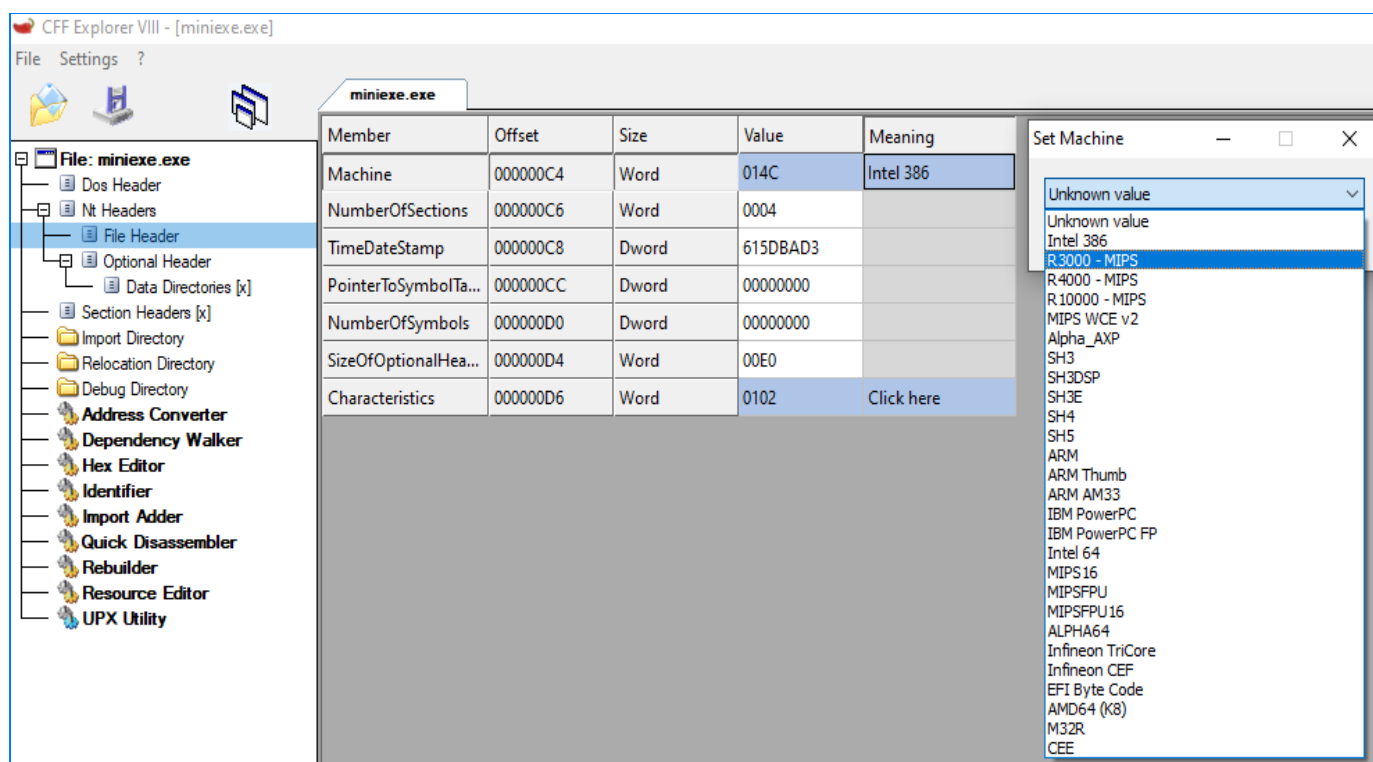 CFF Explorer VIII - [miniexe.exe]
File Settings ?
miniexe.exe
File: miniexe.exe
Dos Header
Nt Headers
File Header
Optional Header
Data Directories [x]
Section Headers [x]
Import Directory
Relocation Directory
Debug Directory
Address Converter
Dependency Walker
Hex Editor
Identifier
Import Adder
Quick Disassembler
Rebuilder
Resource Editor
UPX Utility
Member Offset Size Value Meaning
Machine 000000C4 Word 014C Intel 386
NumberOfSections 000000C6 Word 0004
TimeDateStamp 000000C8 Dword 615DBAD3
PointerToSymbolTa... 000000CC Dword 00000000
NumberOfSymbols 000000D0 Dword 00000000
SizeOfOptionalHea... 000000D4 Word 00E0
Characteristics 000000D6 Word 0102 Click here
Set Machine
Unknown value
Unknown value
Intel 386
R3000 - MIPS
R4000 - MIPS
R10000 - MIPS
MIPS WCE v2
Alpha_AXP
SH3
SH3DSP
SH3E
SH4
SH5
ARM
ARM Thumb
ARM AM33
IBM PowerPC
IBM PowerPC FP
Intel 64
MIPS16
MIPSFPU
MIPSFPU16
ALPHA64
Infineon TriCore
Infineon CEF
EFI Byte Code
AMD64 (K8)
M32R
CEE